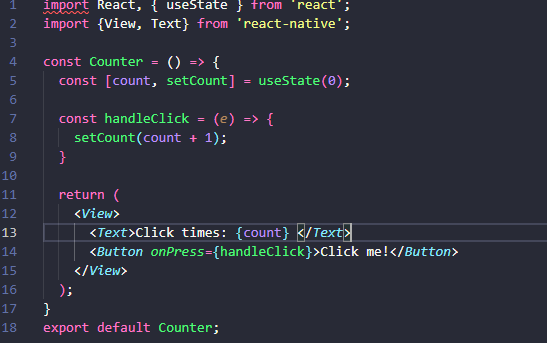 1 import React, { useState } from 'react';
2 import {View, Text} from 'react-native';
3
4 const Counter = () => {
5 const [count, setCount] = useState(0);
6
7 const handleClick = (e) => {
8 setCount(count + 1);
9 }
10
11 return (
12 <View>
13 <Text>Click times: {count} </Text>
14 <Button onPress={handleClick}>Click me!</Button>
15 </View>
16 );
17 }
18 export default Counter;